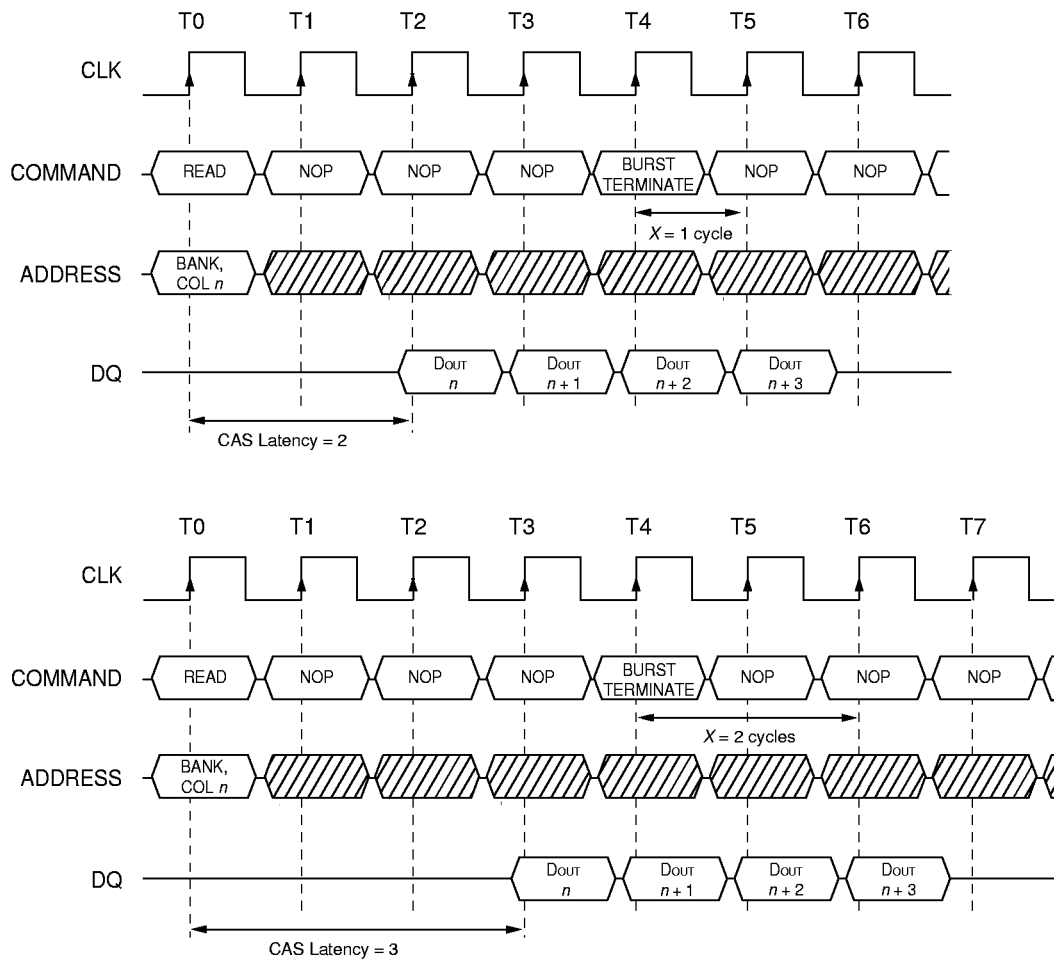 T0 T1 T2 T3 T4 T5 T6
CLK
COMMAND READ NOP NOP NOP BURST TERMINATE NOP NOP
X = 1 cycle
ADDRESS BANK, COL n
DQ DOUT n DOUT n + 1 DOUT n + 2 DOUT n + 3
CAS Latency = 2
T0 T1 T2 T3 T4 T5 T6 T7
CLK
COMMAND READ NOP NOP NOP BURST TERMINATE NOP NOP NOP
X = 2 cycles
ADDRESS BANK, COL n
DQ DOUT n DOUT n + 1 DOUT n + 2 DOUT n + 3
CAS Latency = 3